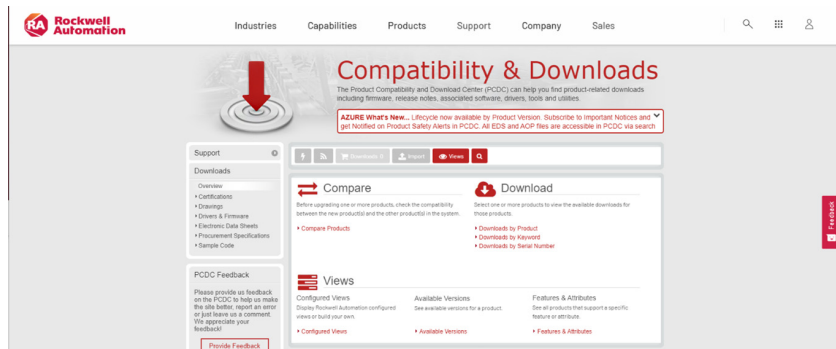 Rockwell
Automation
Industries Capabilities Products Support Company Sales
Compatibility & Downloads
The Product Compatibility and Download Center (PCDC) can help you find product-related downloads
including firmware, release notes, associated software, drivers, tools and utilities.
AZURE What's New... Lifecycle now available by Product Version. Subscribe to Important Notices and
get Notified on Product Safety Alerts in PCDC. All EDS and AOP files are accessible in PCDC via search
Support
Downloads
Overview
Certifications
Drawings
Drivers & Firmware
Electronic Data Sheets
Procurement Specifications
Sample Code
PCDC Feedback
Please provide us feedback
on the PCDC to help us make
the site better, report an error
or just leave us a comment.
We appreciate your
feedback!
Provide Feedback
Downloads 0 Import Views
Compare
Before upgrading one or more products, check the compatibility
between the new product(s) and the other product(s) in the system.
Compare Products
Download
Select one or more products to view the available downloads for
those products.
Downloads by Product
Downloads by Keyword
Downloads by Serial Number
Views
Configured Views
Display Rockwell Automation configured
views or build your own.
Configured Views
Available Versions
See available versions for a product.
Available Versions
Features & Attributes
See all products that support a specific
feature or attribute.
Features & Attributes
Feedback